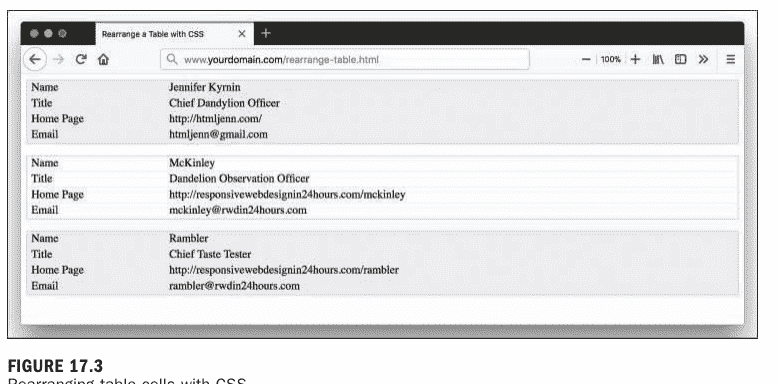 Rearrange a Table with CSS
www.yourdomain.com/rearrange-table.html
100%
Name Jennifer Kyrnin
Title Chief Dandylion Officer
Home Page http://htmljenn.com/
Email htmljenn@gmail.com
Name McKinley
Title Dandelion Observation Officer
Home Page http://responsivewebdesignin24hours.com/mckinley
Email mckinley@rwdin24hours.com
Name Rambler
Title Chief Taste Tester
Home Page http://responsivewebdesignin24hours.com/rambler
Email rambler@rwdin24hours.com
FIGURE 17.3
Rearranging table cells with CSS